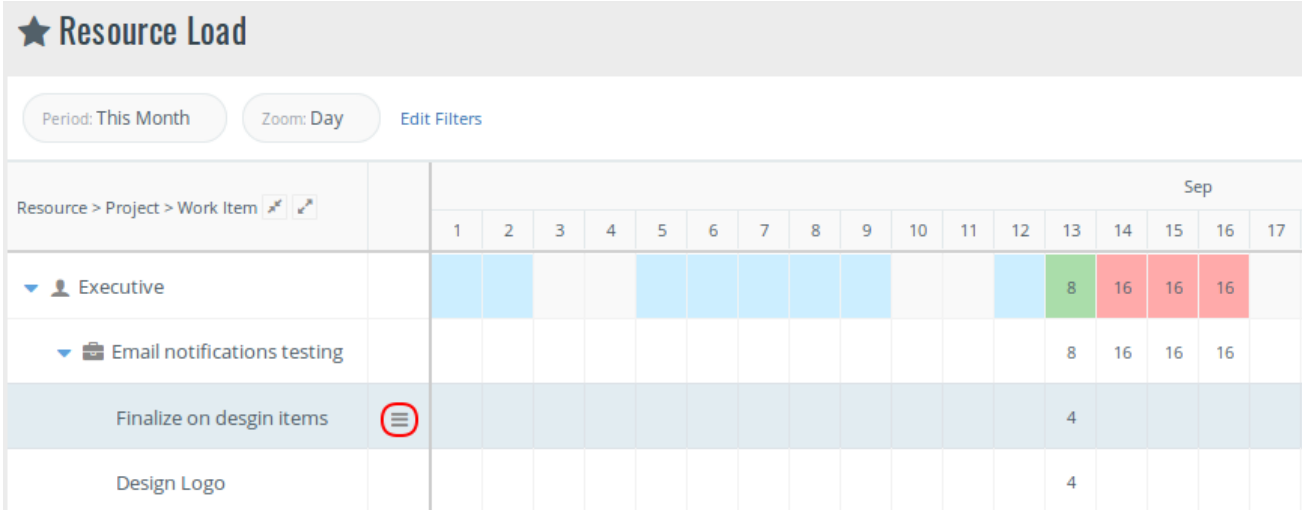 Resource Load
Period: This Month Zoom: Day Edit Filters
Sep
Resource > Project > Work Item
1 2 3 4 5 6 7 8 9 10 11 12 13 14 15 16 17
Executive 8 16 16 16
Email notifications testing 8 16 16 16
Finalize on desgin items 4
Design Logo 4